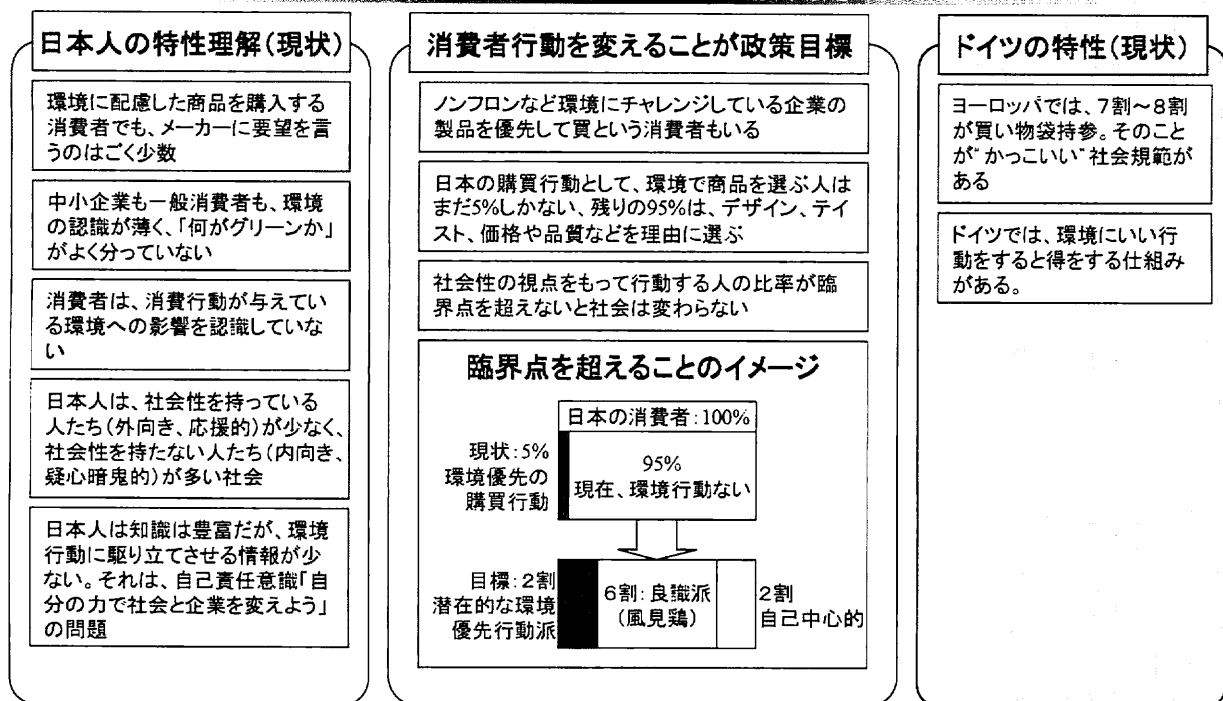 日本人の特性理解(現状)
環境に配慮した商品を購入する
消費者でも、メーカーに要望を言
うのはごく少数
中小企業も一般消費者も、環境
の認識が薄く、「何がグリーンか」
がよく分っていない
消費者は、消費行動が与えてい
る環境への影響を認識していな
い
日本人は、社会性を持っている
人たち(外向き、応援的)が少なく、
社会性を持たない人たち(内向き、
疑心暗鬼的)が多い社会
日本人は知識は豊富だが、環境
行動に駆り立てさせる情報が少
ない。それは、自己責任意識「自
分の力で社会と企業を変えよう」
の問題
消費者行動を変えることが政策目標
ノンフロンなど環境にチャレンジしている企業の
製品を優先して買という消費者もいる
日本の購買行動として、環境で商品を選ぶ人は
まだ5%しかない、残りの95%は、デザイン、テイ
スト、価格や品質などを理由に選ぶ
社会性の視点をもって行動する人の比率が臨
界点を超えないと社会は変わらない
臨界点を超えることのイメージ
日本の消費者:100%
現状:5%
環境優先の
購買行動
95%
現在、環境行動ない
目標:2割
潜在的な環境
優先行動派
6割:良識派
(風見鶏)
2割
自己中心的
ドイツの特性(現状)
ヨーロッパでは、7割～8割
が買い物袋持参。そのこと
が"かっこいい"社会規範が
ある
ドイツでは、環境にいい行
動をすると得をする仕組み
がある。